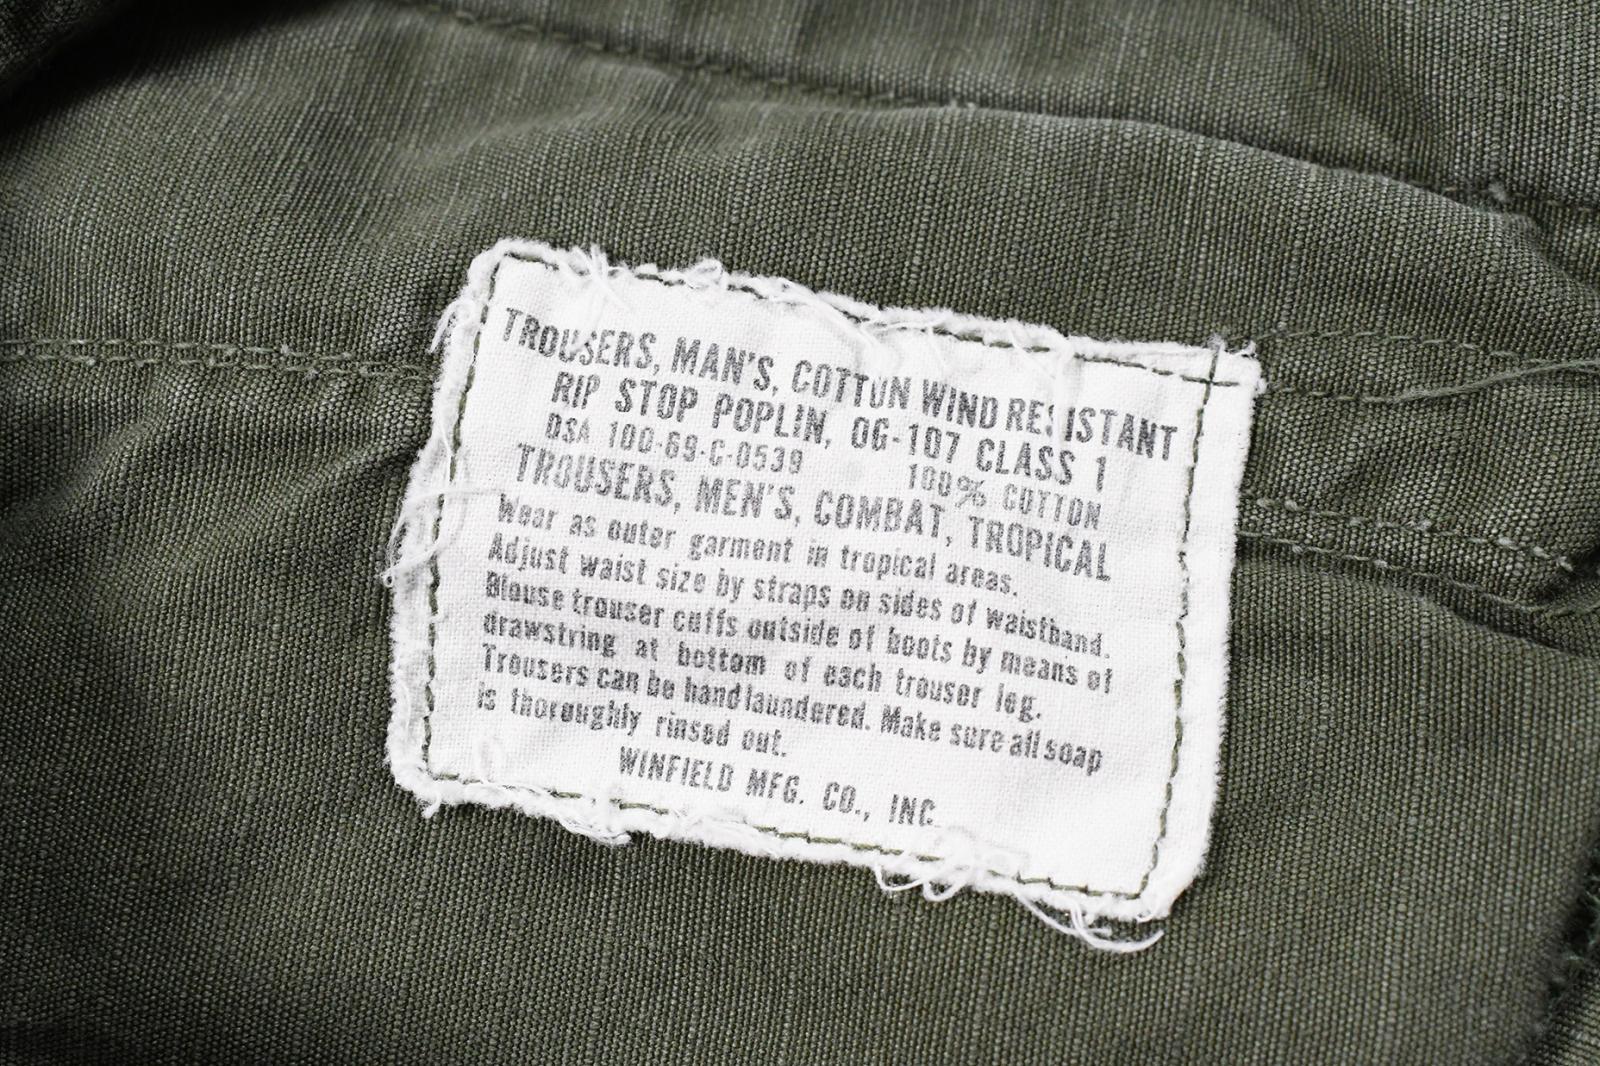 TROUSERS, MAN'S, COTTON WIND RESISTANT
RIP STOP POPLIN, OG-107 CLASS 1
DSA 100-69-C-0539 100% COTTON
TROUSERS, MEN'S, COMBAT, TROPICAL
Wear as outer garment in tropical areas.
Adjust waist size by straps on sides of waistband.
Blouse trouser cuffs outside of boots by means of
drawstring at bottom of each trouser leg.
Trousers can be hand laundered. Make sure all soap
is thoroughly rinsed out.
WINFIELD MFG. CO., INC.